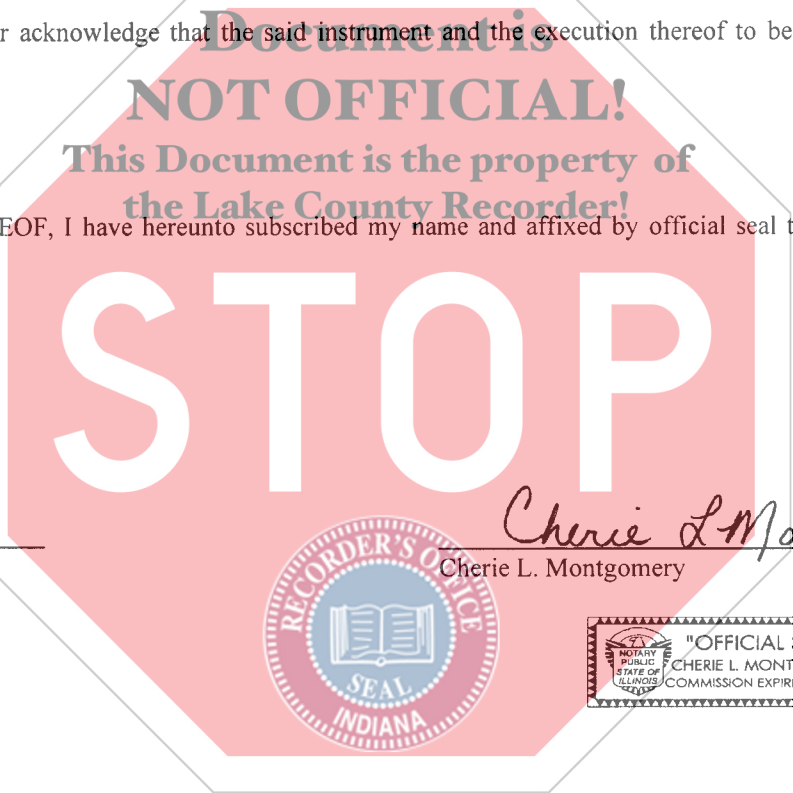 r acknowledge that the said instrument and the execution thereof to be
Document is
NOT OFFICIAL!
This Document is the property of
the Lake County Recorder!
EOF, I have hereunto subscribed my name and affixed by official seal t
STOP
Cherie L Mo
Cherie L. Montgomery
RECORDER'S OFFICE
SEAL
INDIANA
NOTARY
PUBLIC
STATE OF
ILLINOIS
"OFFICIAL S
CHERIE L. MONT
COMMISSION EXPIRE